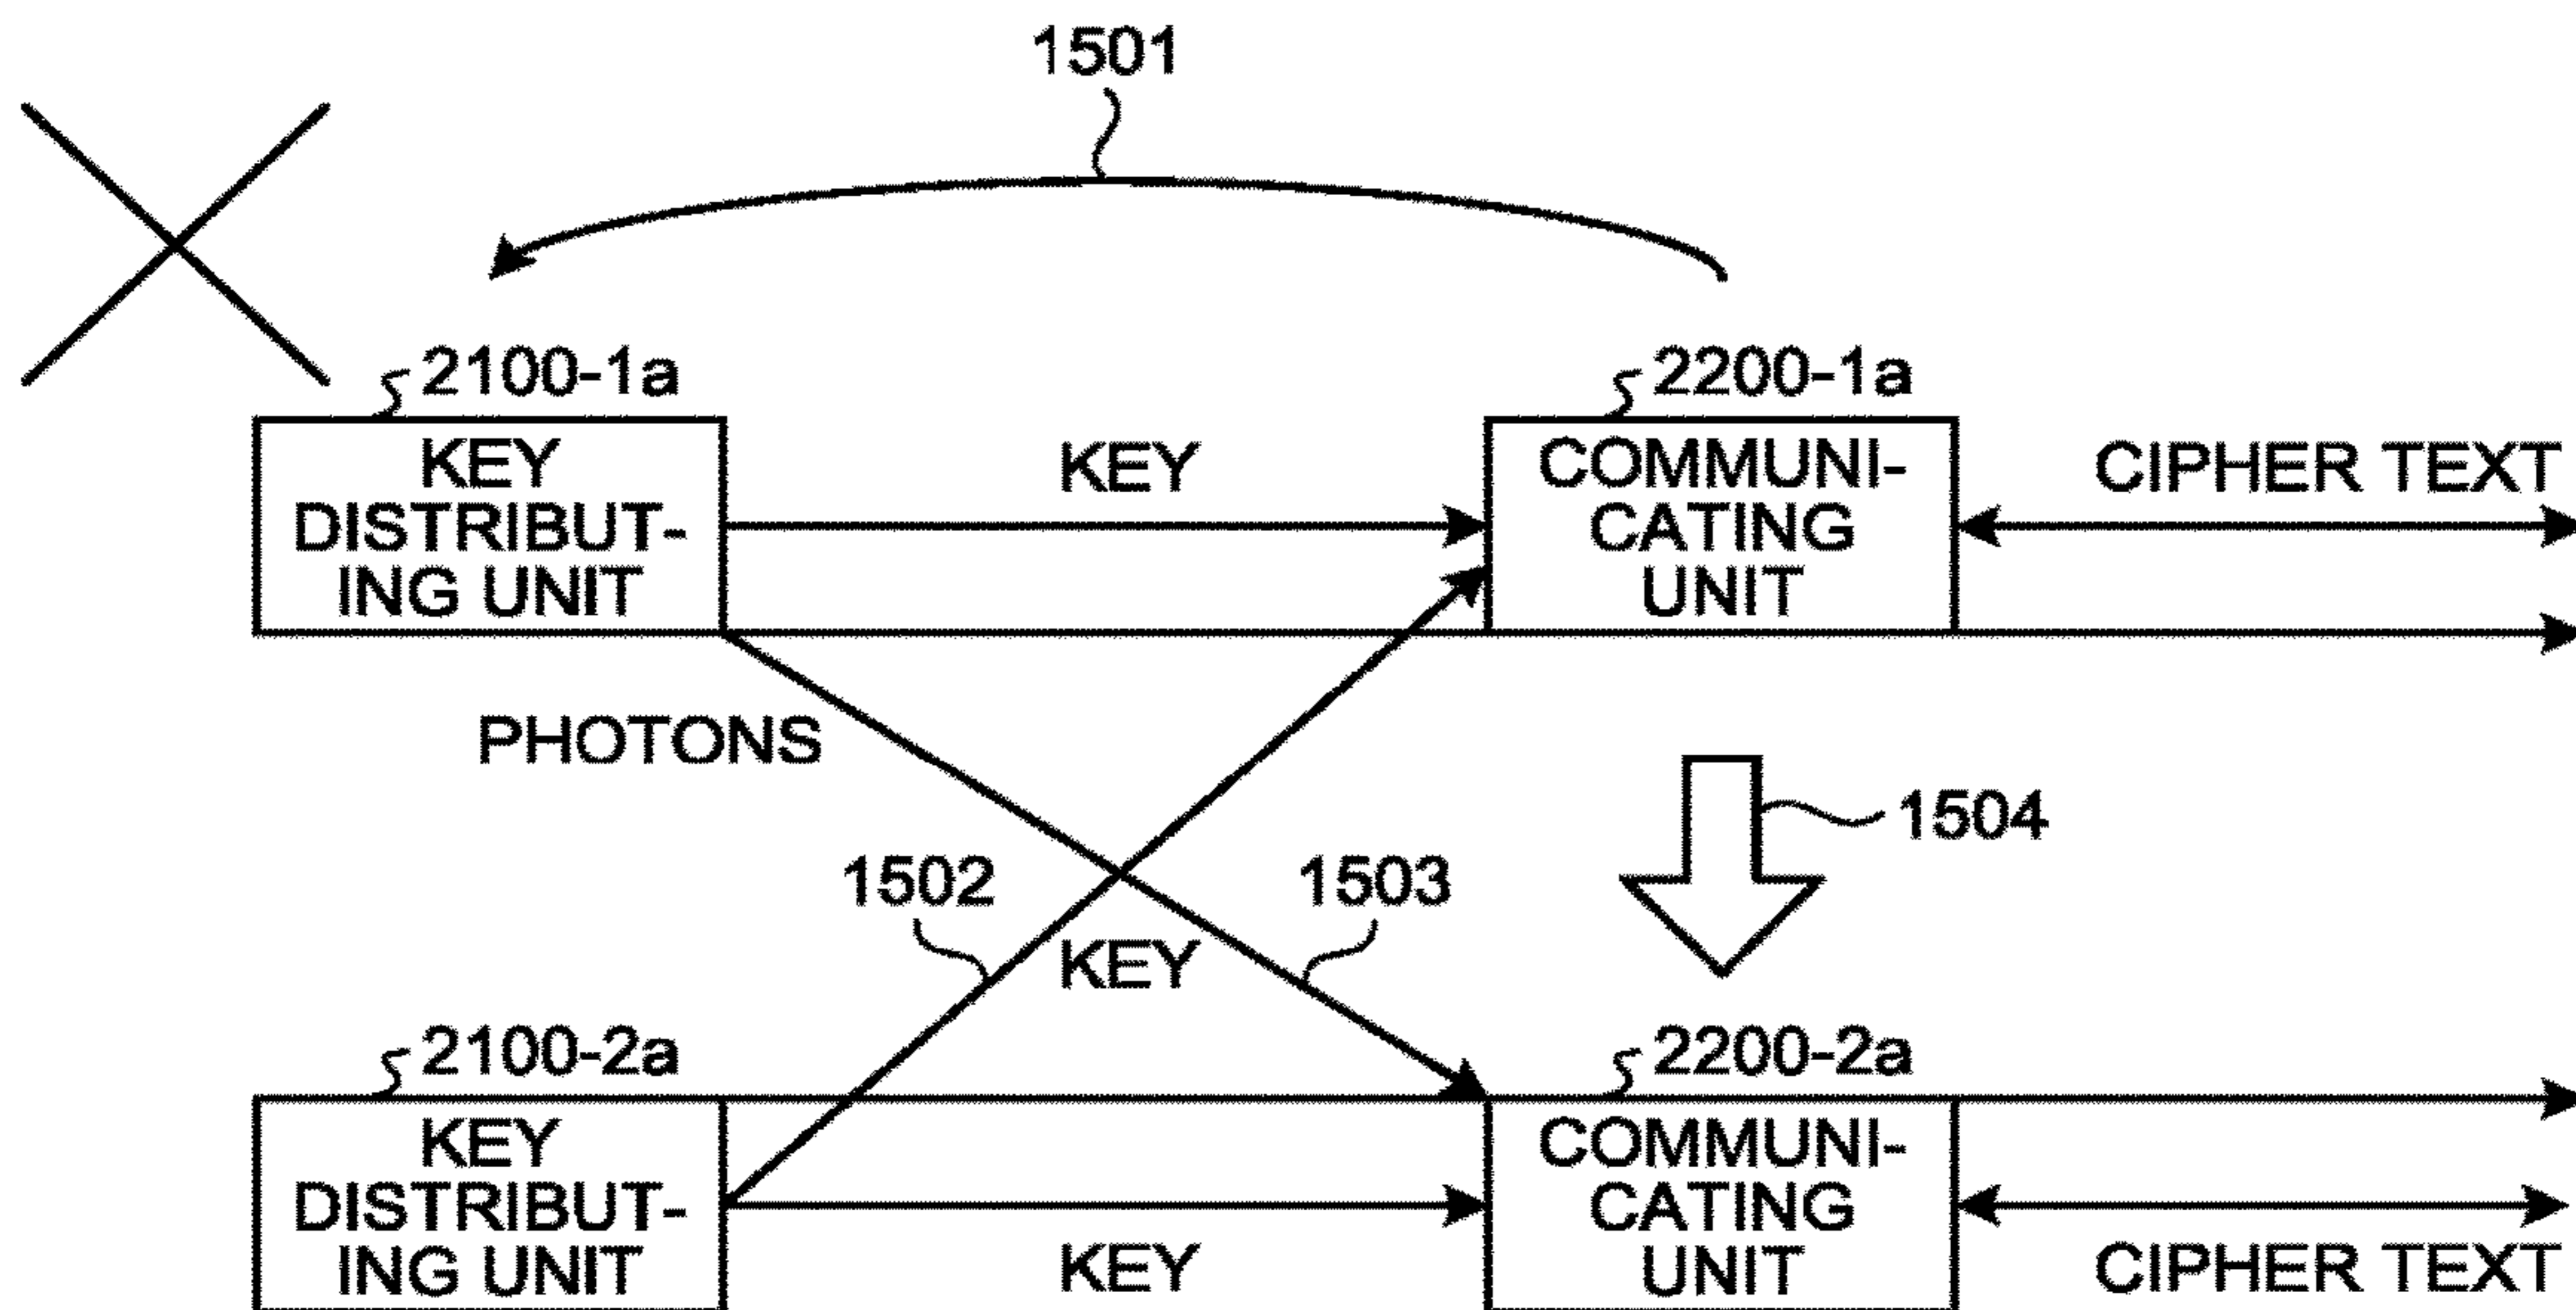 1501
2100-1a
2200-1a
KEY
DISTRIBUT-
ING UNIT
KEY
COMMUNI-
CATING
UNIT
CIPHER TEXT
PHOTONS
1504
1502
1503
KEY
2100-2a
2200-2a
KEY
DISTRIBUT-
ING UNIT
KEY
COMMUNI-
CATING
UNIT
CIPHER TEXT